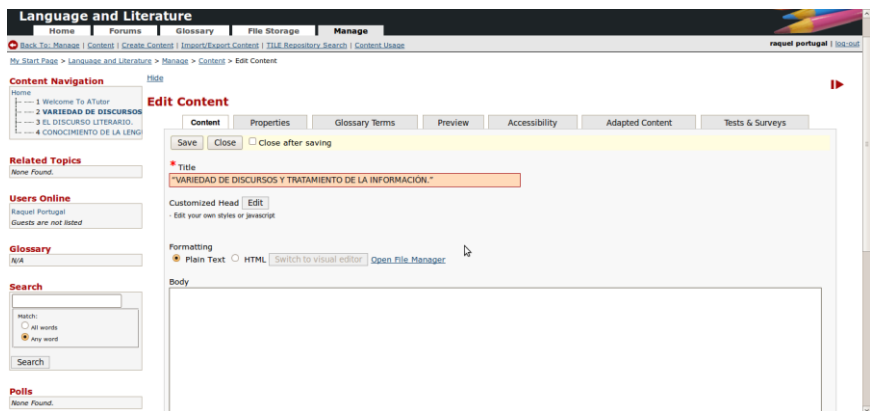 Language and Literature
Home Forums Glossary File Storage Manage
Back To: Manage | Content | Create Content | Import/Export Content | TILE Repository Search | Content Usage
raquel portugal | log-out
My Start Page > Language and Literature > Manage > Content > Edit Content
Content Navigation
Home
1 Welcome To ATutor
2 VARIEDAD DE DISCURSOS
3 EL DISCURSO LITERARIO.
4 CONOCIMIENTO DE LA LENG
Related Topics
None Found.
Users Online
Raquel Portugal
Guests are not listed
Glossary
N/A
Search
Match:
All words
Any word
Search
Polls
None Found.
Hide
Edit Content
Content Properties Glossary Terms Preview Accessibility Adapted Content Tests & Surveys
Save Close Close after saving
* Title
"VARIEDAD DE DISCURSOS Y TRATAMIENTO DE LA INFORMACIÓN."
Customized Head Edit
- Edit your own styles or javascript
Formatting
Plain Text HTML Switch to visual editor Open File Manager
Body